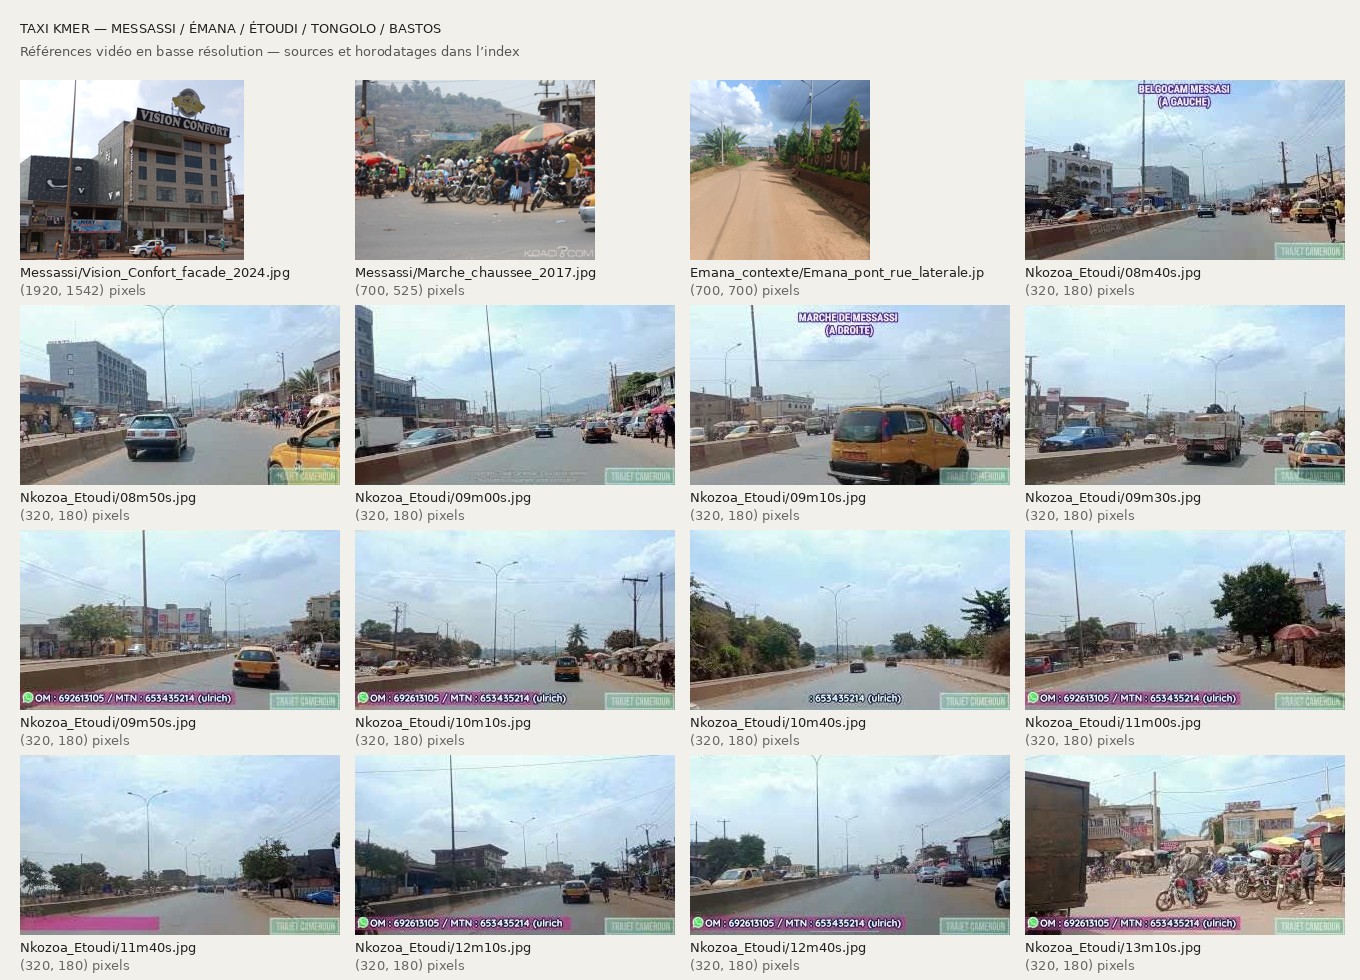 TAXI KMER — MESSASSI / ÉMANA / ÉTOUDI / TONGOLO / BASTOS
Références vidéo en basse résolution — sources et horodatages dans l’index
VISION CONFORT
KOACI.COM
BELGOCAM MESSASI
(A GAUCHE)
TRAJET CAMEROUN
Messassi/Vision_Confort_facade_2024.jpg
(1920, 1542) pixels
Messassi/Marche_chaussee_2017.jpg
(700, 525) pixels
Emana_contexte/Emana_pont_rue_laterale.jp
(700, 700) pixels
Nkozoa_Etoudi/08m40s.jpg
(320, 180) pixels
TRAJET CAMEROUN
TRAJET CAMEROUN
MARCHE DE MESSASSI
(A DROITE)
TRAJET CAMEROUN
TRAJET CAMEROUN
Nkozoa_Etoudi/08m50s.jpg
(320, 180) pixels
Nkozoa_Etoudi/09m00s.jpg
(320, 180) pixels
Nkozoa_Etoudi/09m10s.jpg
(320, 180) pixels
Nkozoa_Etoudi/09m30s.jpg
(320, 180) pixels
OM : 692613105 / MTN : 653435214 (ulrich)
TRAJET CAMEROUN
OM : 692613105 / MTN : 653435214 (ulrich)
TRAJET CAMEROUN
: 653435214 (ulrich)
TRAJET CAMEROUN
OM : 692613105 / MTN : 653435214 (ulrich)
TRAJET CAMEROUN
Nkozoa_Etoudi/09m50s.jpg
(320, 180) pixels
Nkozoa_Etoudi/10m10s.jpg
(320, 180) pixels
Nkozoa_Etoudi/10m40s.jpg
(320, 180) pixels
Nkozoa_Etoudi/11m00s.jpg
(320, 180) pixels
TRAJET CAMEROUN
OM : 692613105 / MTN : 653435214 (ulrich
TRAJET CAMEROUN
OM : 692613105 / MTN : 653435214 (ulrich)
TRAJET CAMEROUN
OM : 692613105 / MTN : 653435214 (ulrich)
TRAJET CAMEROUN
Nkozoa_Etoudi/11m40s.jpg
(320, 180) pixels
Nkozoa_Etoudi/12m10s.jpg
(320, 180) pixels
Nkozoa_Etoudi/12m40s.jpg
(320, 180) pixels
Nkozoa_Etoudi/13m10s.jpg
(320, 180) pixels